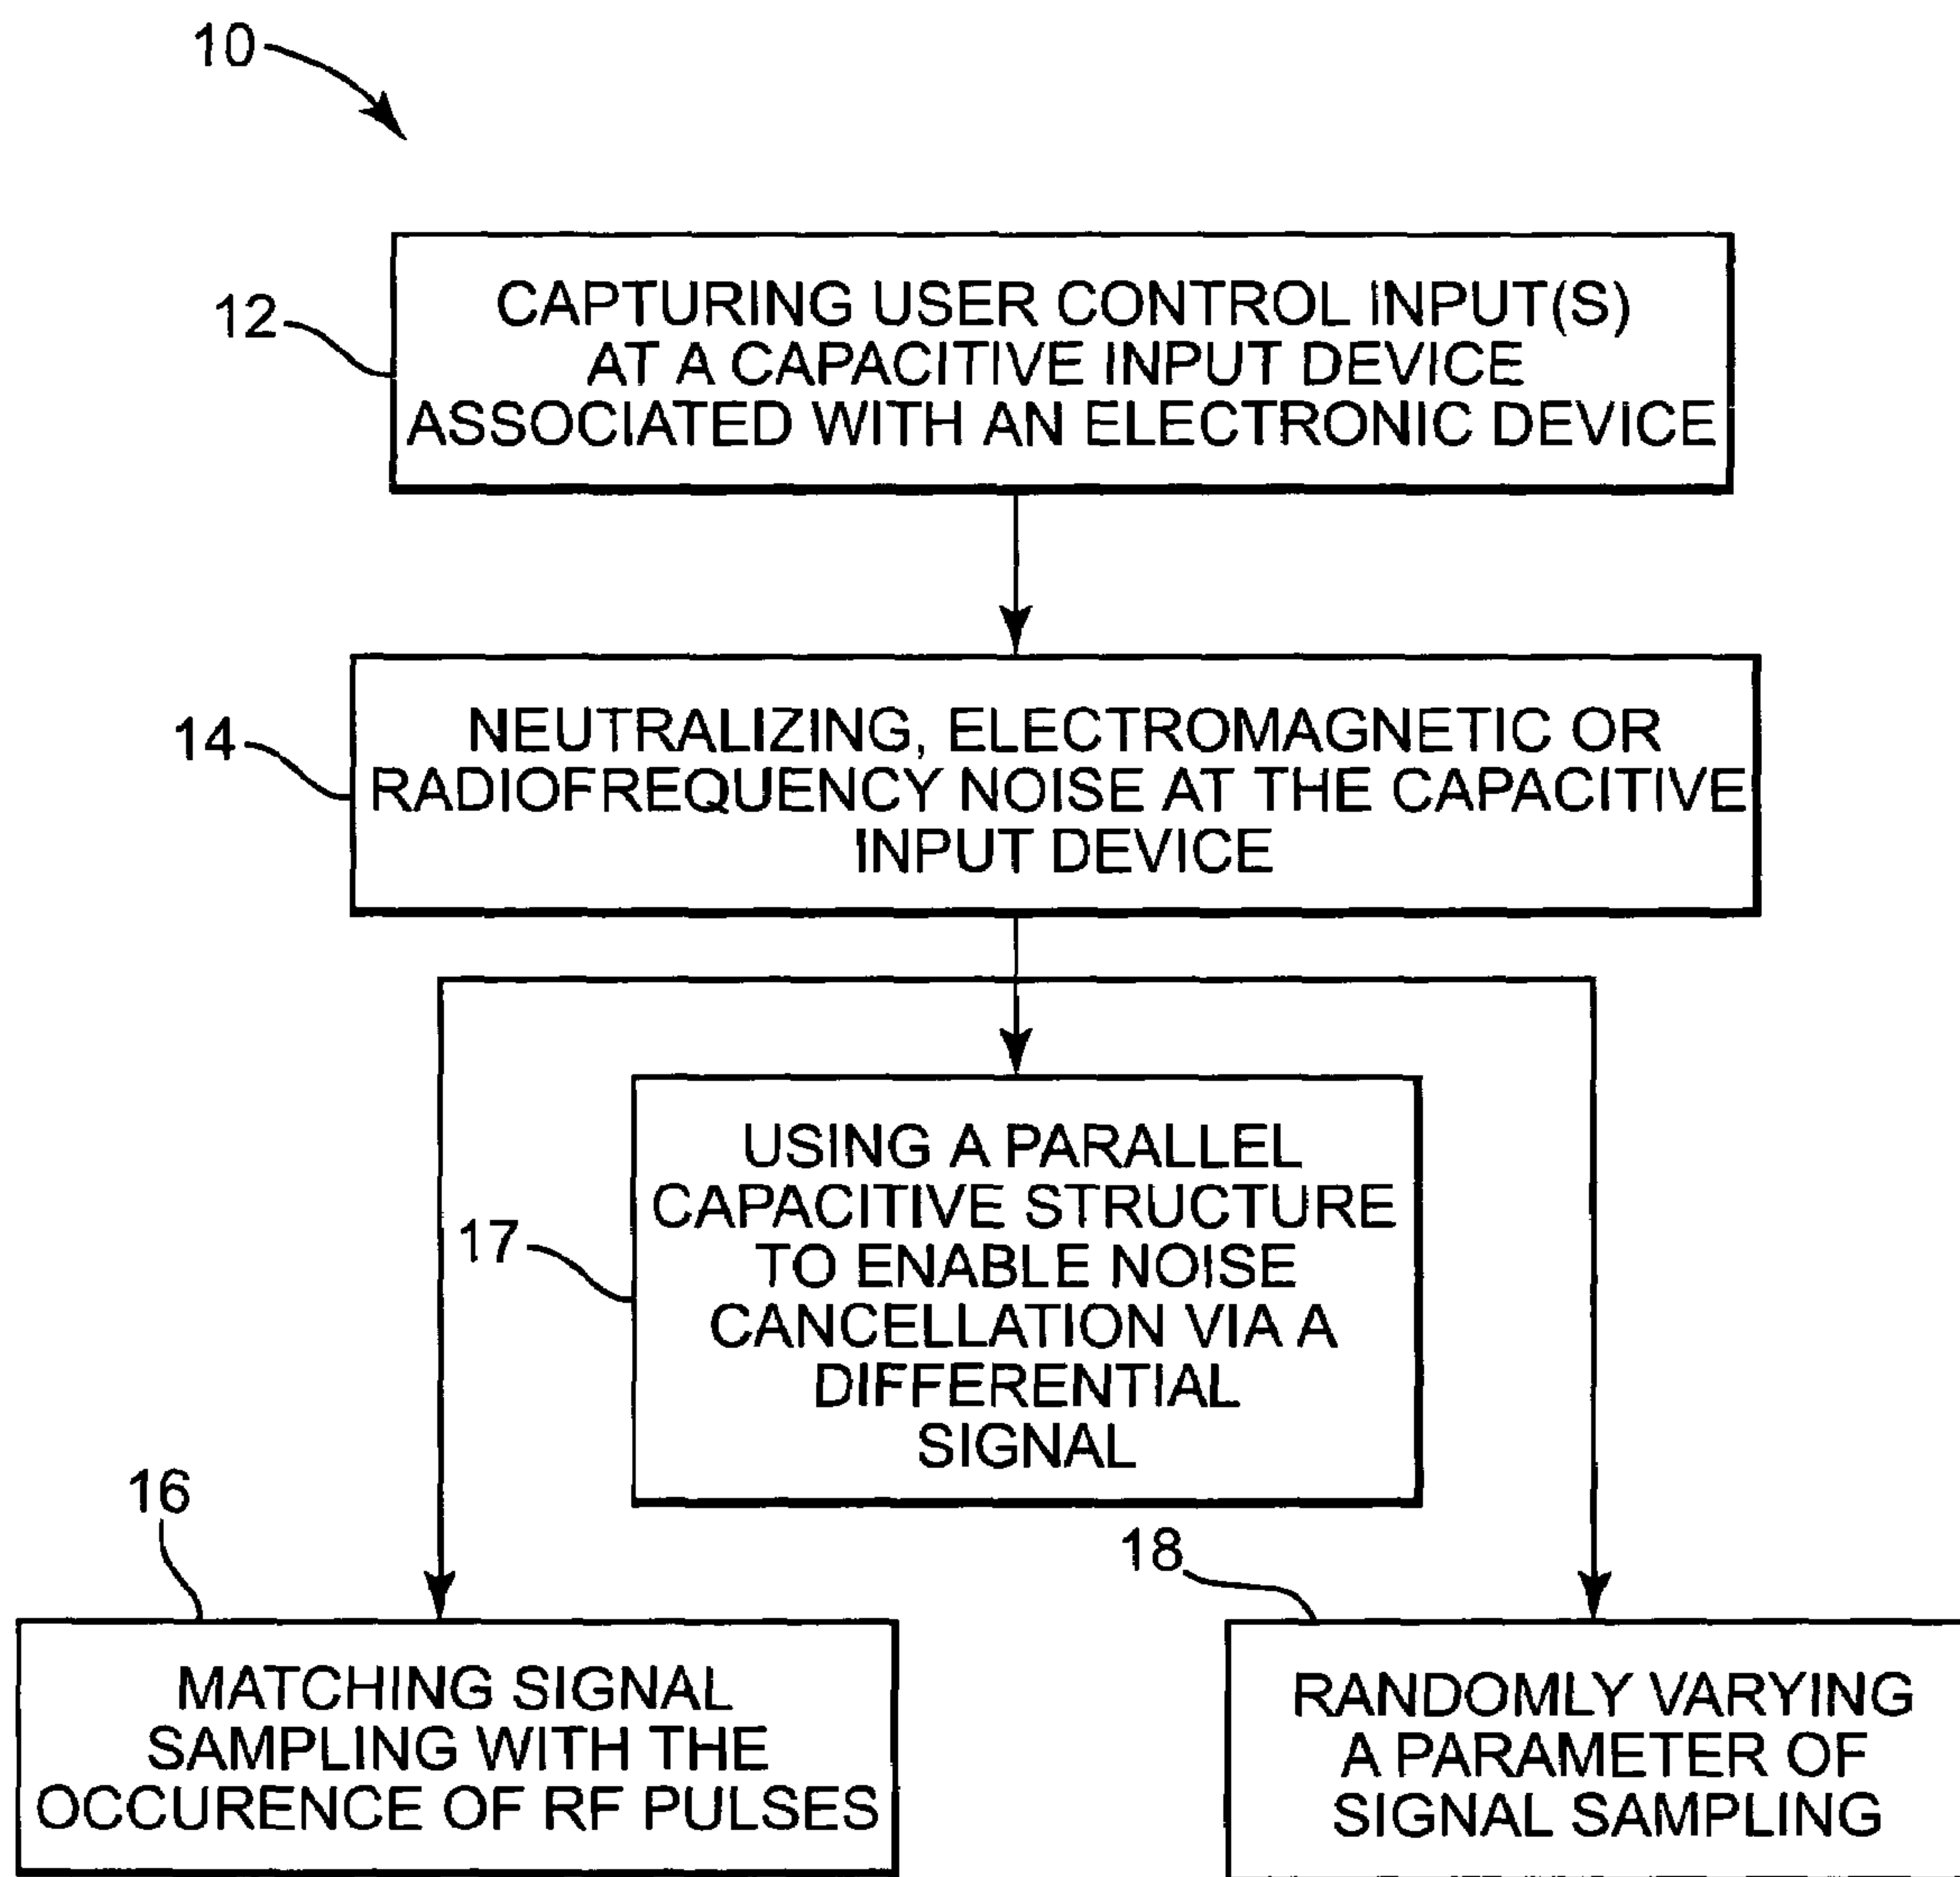 10
12
CAPTURING USER CONTROL INPUT(S)
AT A CAPACITIVE INPUT DEVICE
ASSOCIATED WITH AN ELECTRONIC DEVICE
14
NEUTRALIZING, ELECTROMAGNETIC OR
RADIOFREQUENCY NOISE AT THE CAPACITIVE
INPUT DEVICE
17
USING A PARALLEL
CAPACITIVE STRUCTURE
TO ENABLE NOISE
CANCELLATION VIA A
DIFFERENTIAL
SIGNAL
16
MATCHING SIGNAL
SAMPLING WITH THE
OCCURENCE OF RF PULSES
18
RANDOMLY VARYING
A PARAMETER OF
SIGNAL SAMPLING